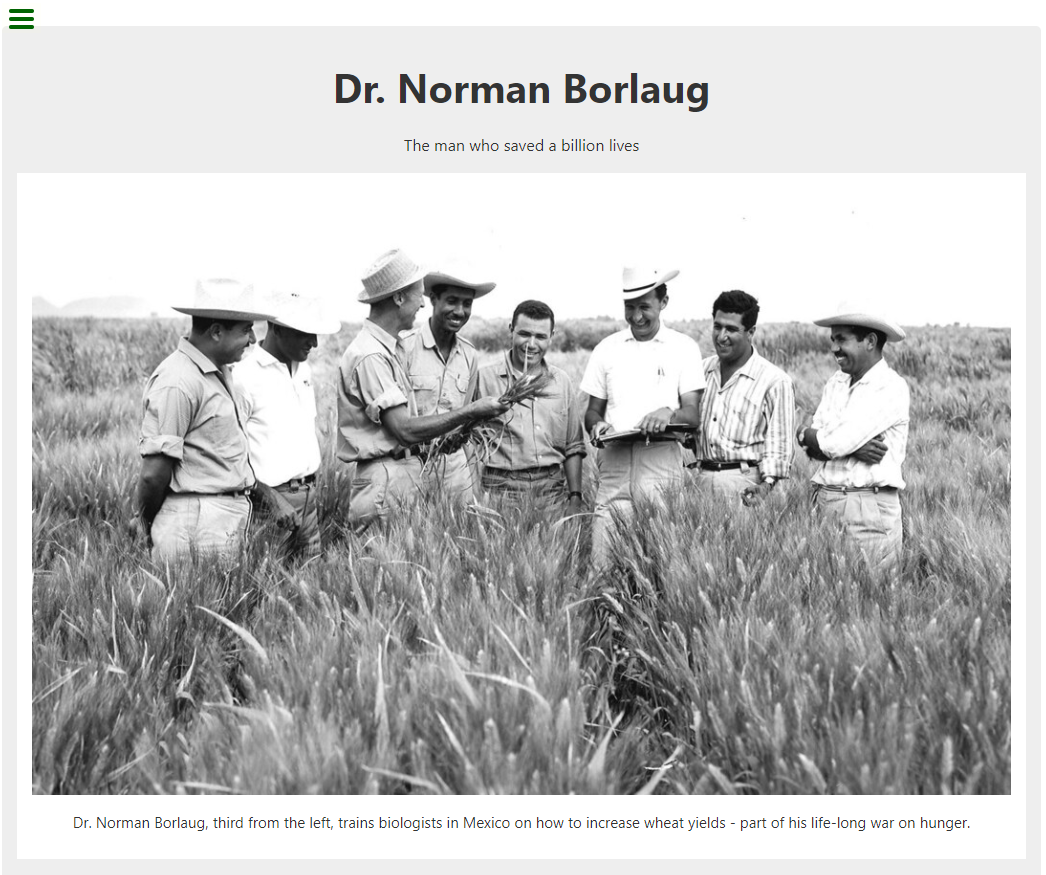 Dr. Norman Borlaug
The man who saved a billion lives
Dr. Norman Borlaug, third from the left, trains biologists in Mexico on how to increase wheat yields - part of his life-long war on hunger.